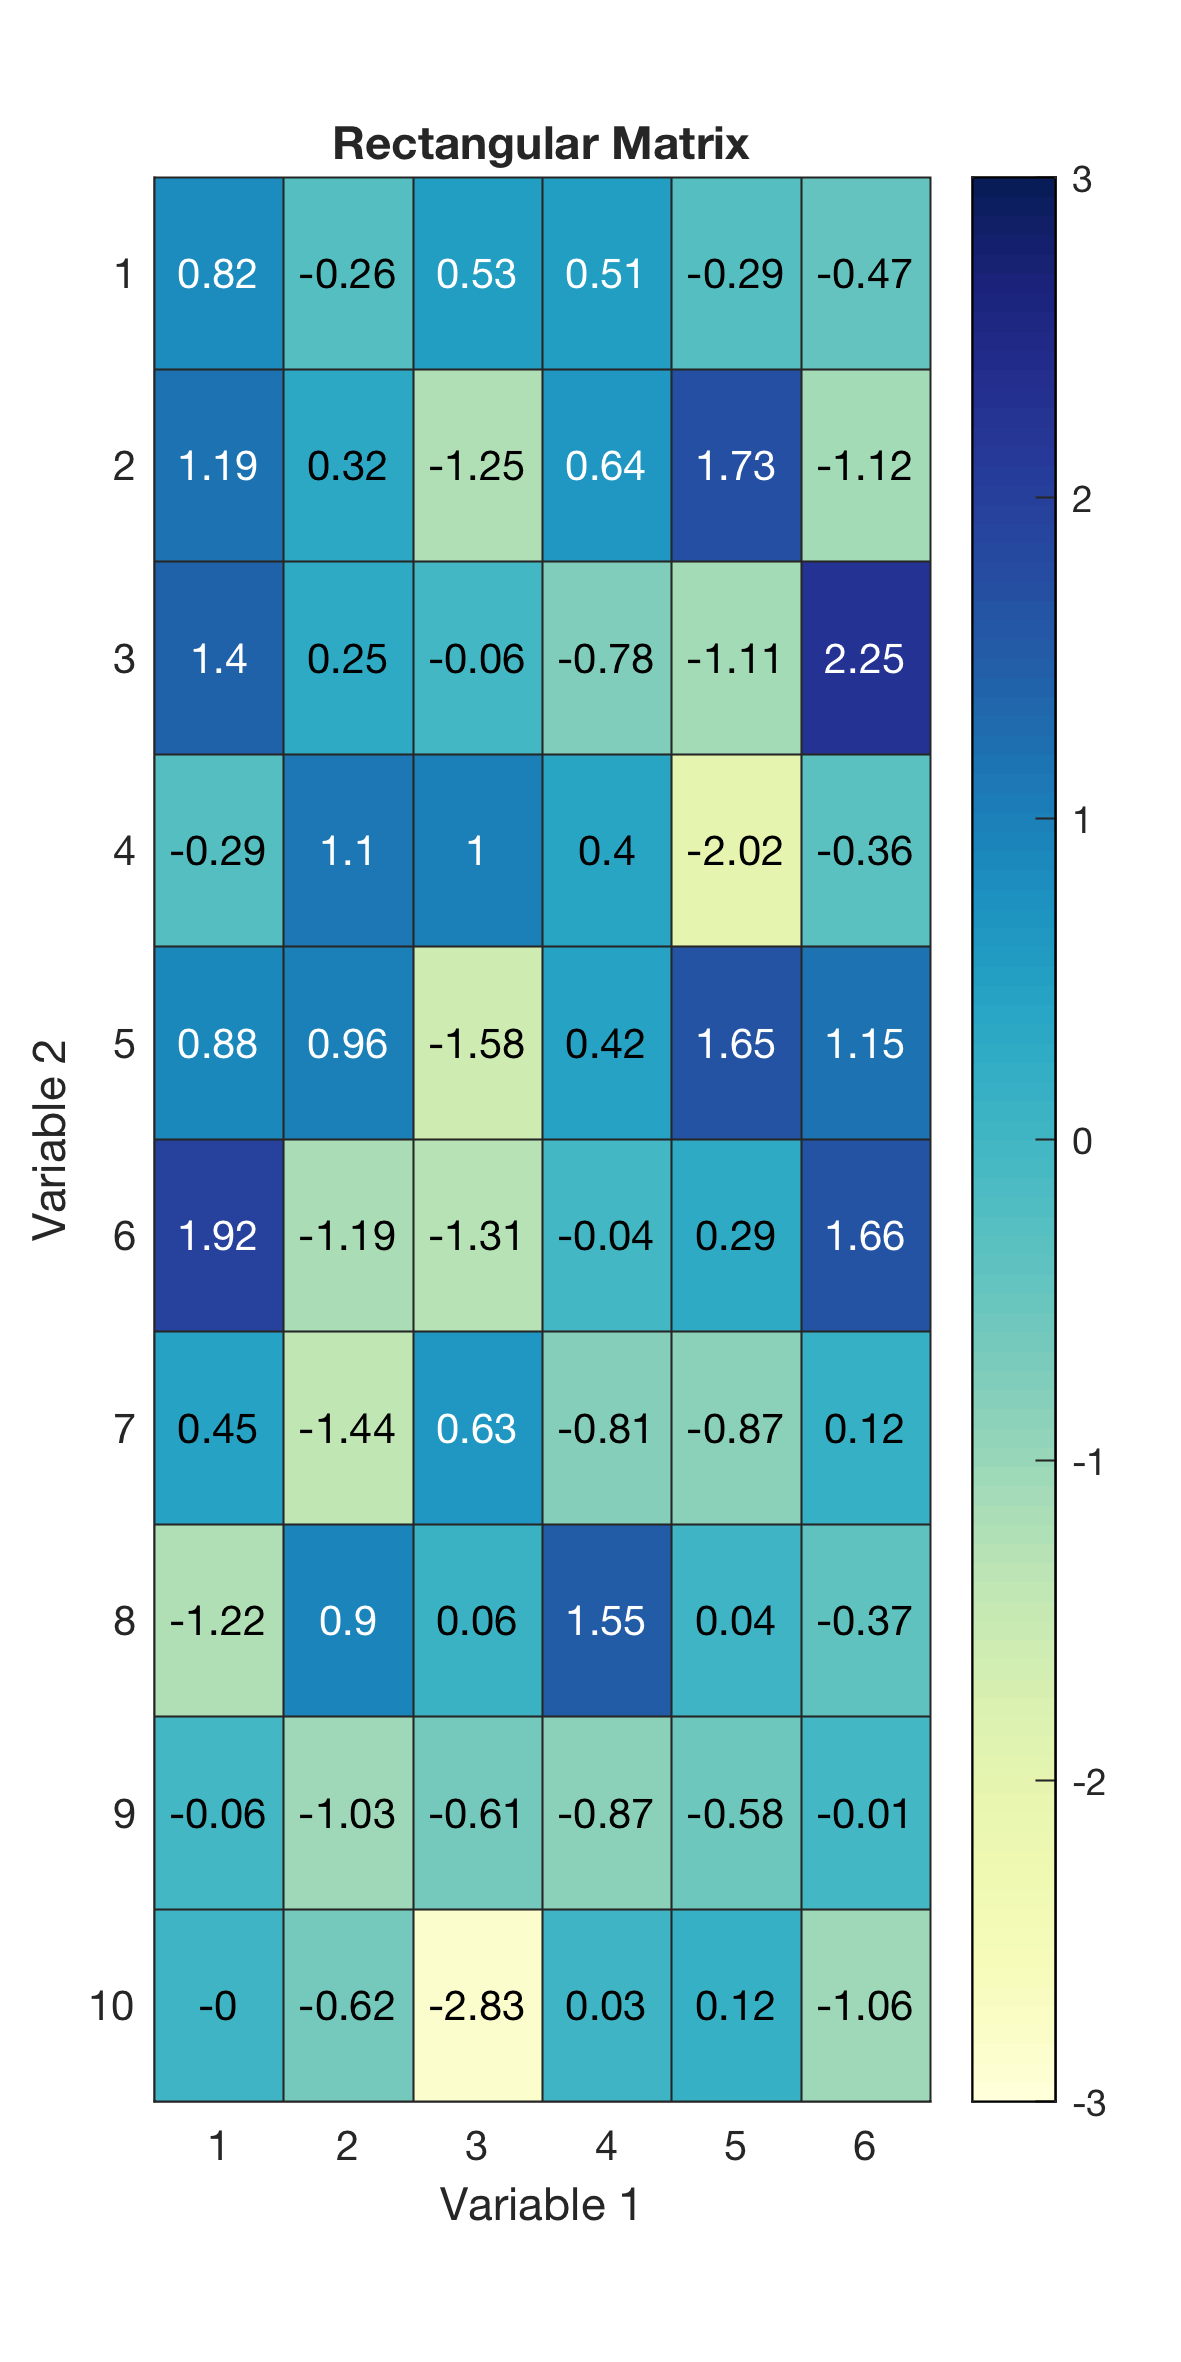 Rectangular Matrix
1 0.82 -0.26 0.53 0.51 -0.29 -0.47
2 1.19 0.32 -1.25 0.64 1.73 -1.12
3 1.4 0.25 -0.06 -0.78 -1.11 2.25
4 -0.29 1.1 1 0.4 -2.02 -0.36
5 0.88 0.96 -1.58 0.42 1.65 1.15
6 1.92 -1.19 -1.31 -0.04 0.29 1.66
7 0.45 -1.44 0.63 -0.81 -0.87 0.12
8 -1.22 0.9 0.06 1.55 0.04 -0.37
9 -0.06 -1.03 -0.61 -0.87 -0.58 -0.01
10 -0 -0.62 -2.83 0.03 0.12 -1.06
1 2 3 4 5 6
Variable 1
Variable 2
3
2
1
0
-1
-2
-3